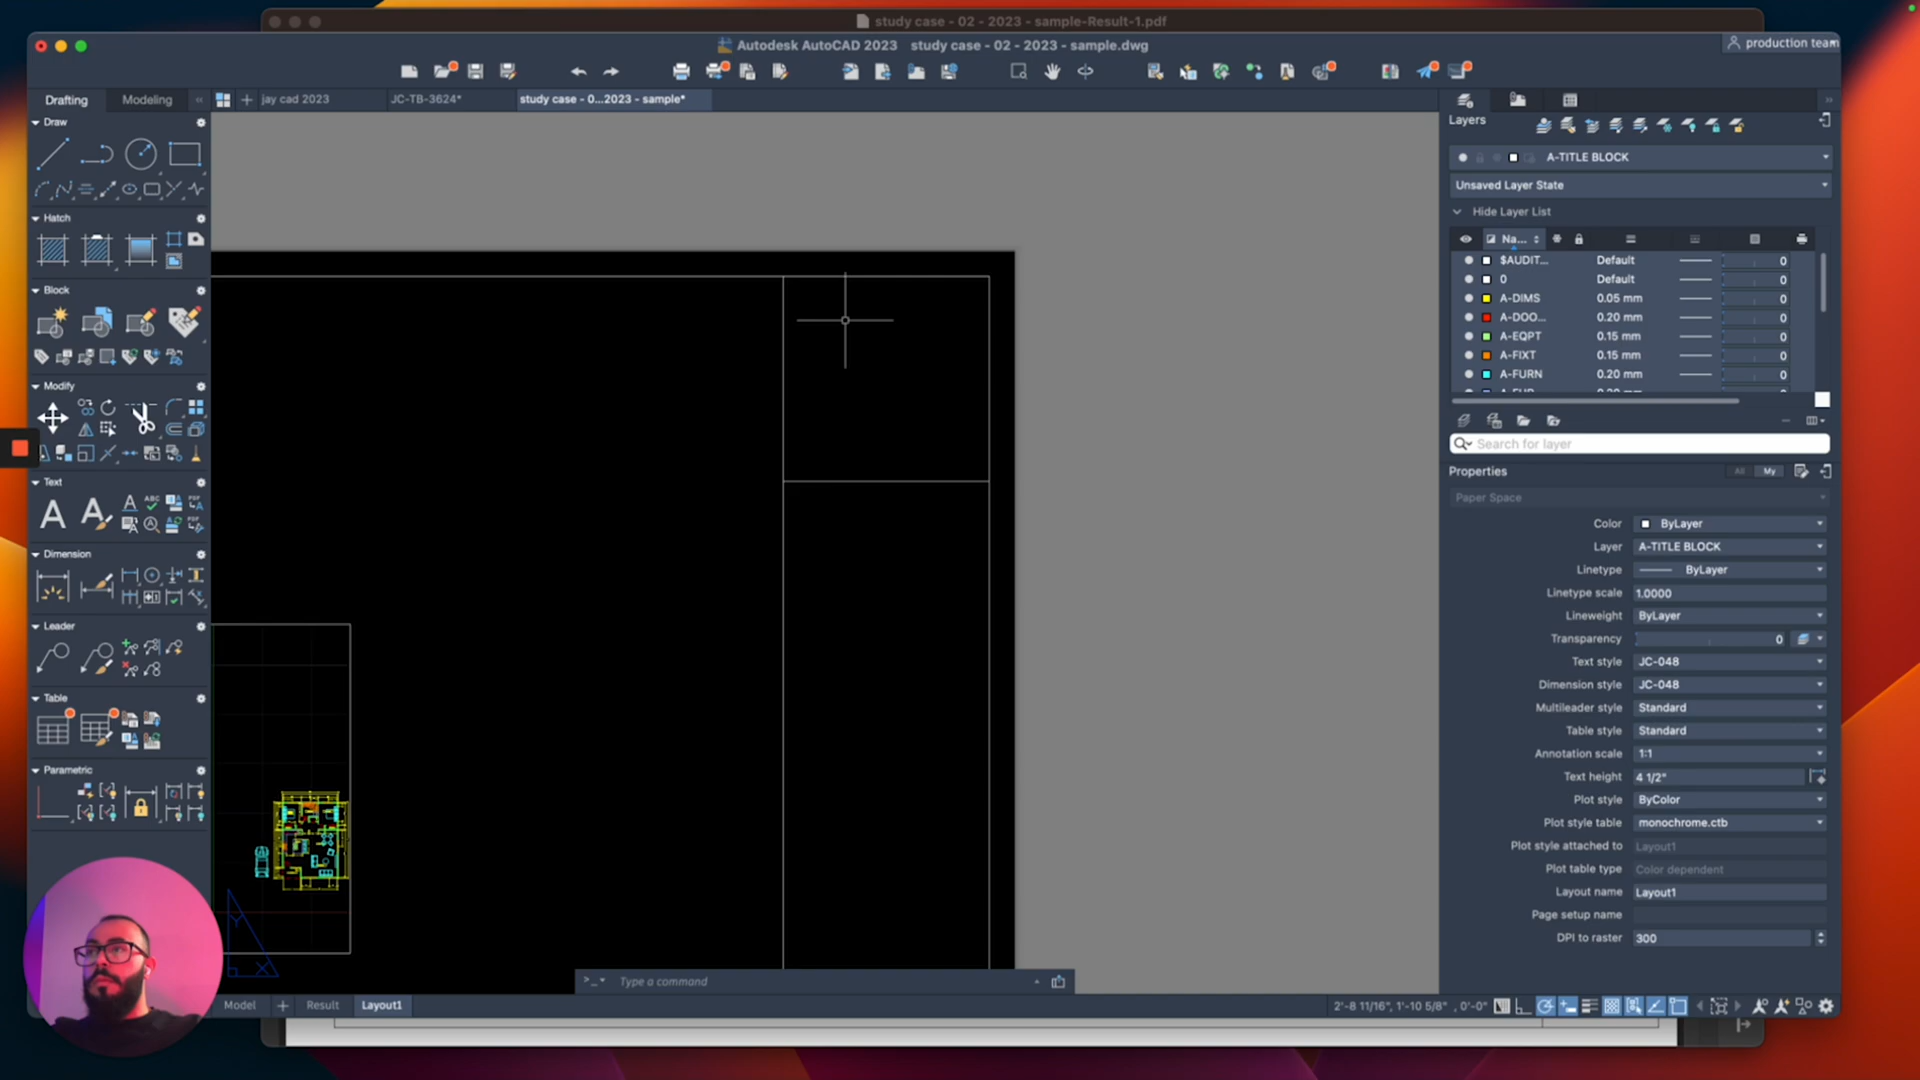 study case - 02 - 2023 - sample-Result-1.pdf
Autodesk AutoCAD 2023 study case - 02 - 2023 - sample.dwg
production team
Drafting
Modeling
jay cad 2023
JC-TB-3624*
study case - 0...2023 - sample*
Draw
Hatch
Block
Modify
Text
Dimension
Leader
Table
Parametric
Layers
A-TITLE BLOCK
Unsaved Layer State
Hide Layer List
Na...
$AUDIT... Default 0
0 Default 0
A-DIMS 0.05 mm 0
A-DOO... 0.20 mm 0
A-EQPT 0.15 mm 0
A-FIXT 0.15 mm 0
A-FURN 0.20 mm 0
Search for layer
Properties
All My
Paper Space
Color ByLayer
Layer A-TITLE BLOCK
Linetype ByLayer
Linetype scale 1.0000
Lineweight ByLayer
Transparency 0
Text style JC-048
Dimension style JC-048
Multileader style Standard
Table style Standard
Annotation scale 1:1
Text height 4 1/2"
Plot style ByColor
Plot style table monochrome.ctb
Plot style attached to Layout1
Plot table type Color dependent
Layout name Layout1
Page setup name
DPI to raster 300
Type a command
Model
Result
Layout1
2'-8 11/16", 1'-10 5/8" , 0'-0"